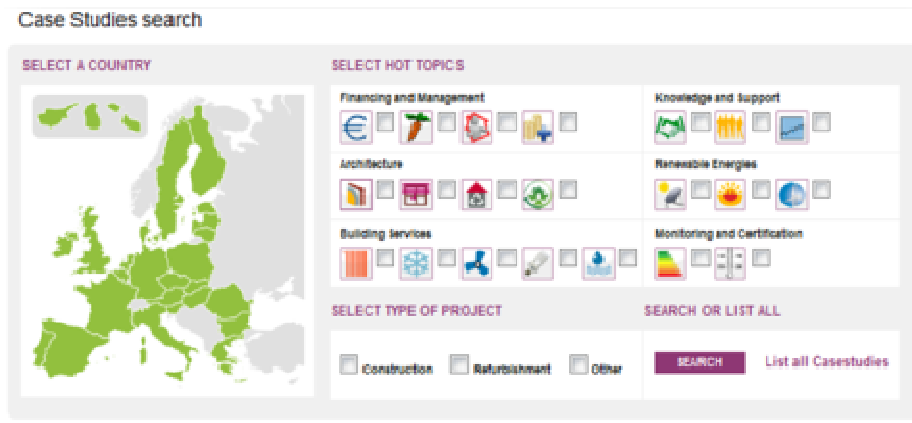 Case Studies search
SELECT A COUNTRY
SELECT HOT TOPICS
Financing and Management
Knowledge and Support
Architecture
Renewable Energies
Building Services
Monitoring and Certification
SELECT TYPE OF PROJECT
SEARCH OR LIST ALL
Construction
Refurbishment
Other
SEARCH
List all Casestudies